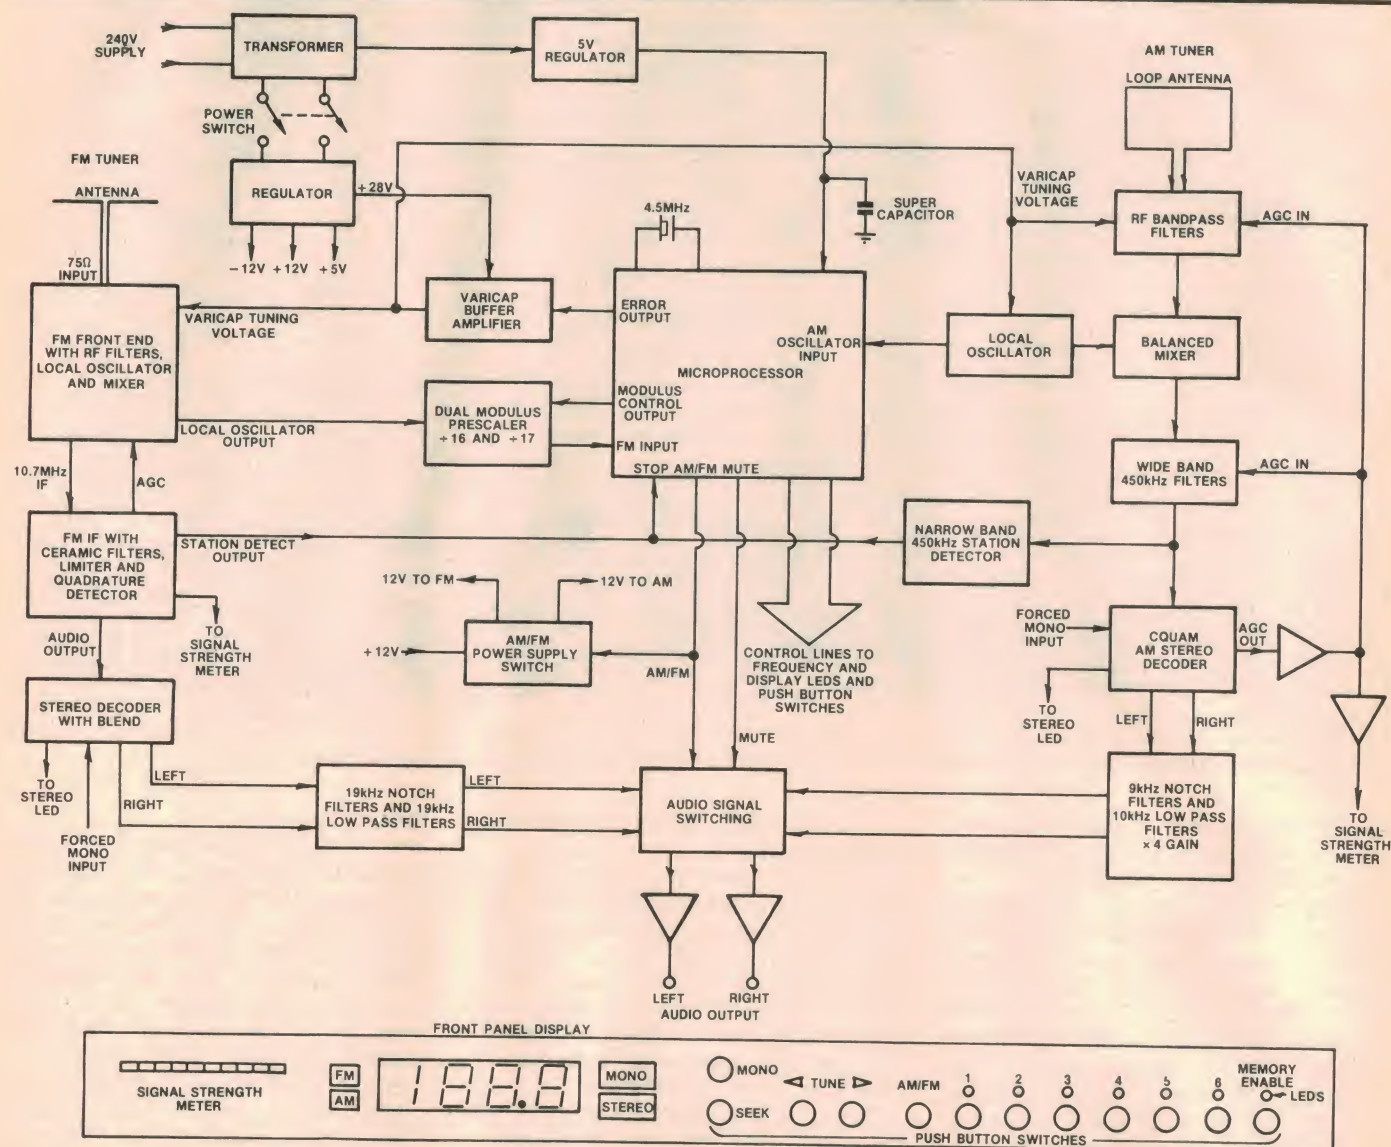 240V
SUPPLY
TRANSFORMER
5V
REGULATOR
AM TUNER
LOOP ANTENNA
POWER
SWITCH
FM TUNER
ANTENNA
REGULATOR
+28V
-12V +12V +5V
4.5MHz
SUPER
CAPACITOR
VARICAP
TUNING
VOLTAGE
RF BANDPASS
FILTERS
AGC IN
75Ω
INPUT
FM FRONT END
WITH RF FILTERS,
LOCAL OSCILLATOR
AND MIXER
VARICAP TUNING
VOLTAGE
VARICAP
BUFFER
AMPLIFIER
ERROR
OUTPUT
AM
OSCILLATOR
INPUT
MICROPROCESSOR
LOCAL
OSCILLATOR
BALANCED
MIXER
LOCAL OSCILLATOR
OUTPUT
DUAL MODULUS
PRESCALER
÷16 AND ÷17
MODULUS
CONTROL
OUTPUT
FM INPUT
STOP AM/FM MUTE
WIDE BAND
450kHz FILTERS
AGC IN
10.7MHz
IF
AGC
FM IF WITH
CERAMIC FILTERS,
LIMITER AND
QUADRATURE
DETECTOR
STATION DETECT
OUTPUT
NARROW BAND
450kHz STATION
DETECTOR
12V TO FM
12V TO AM
+12V
AM/FM
POWER SUPPLY
SWITCH
AM/FM
CONTROL LINES TO
FREQUENCY AND
DISPLAY LEDS AND
PUSH BUTTON
SWITCHES
FORCED
MONO
INPUT
CQUAM
AM STEREO
DECODER
AGC
OUT
TO
STEREO
LED
LEFT
RIGHT
AUDIO
OUTPUT
TO
SIGNAL
STRENGTH
METER
STEREO DECODER
WITH BLEND
TO
STEREO
LED
LEFT
RIGHT
FORCED
MONO
INPUT
19kHz NOTCH
FILTERS AND 19kHz
LOW PASS FILTERS
LEFT
RIGHT
MUTE
AUDIO SIGNAL
SWITCHING
9kHz NOTCH
FILTERS AND
10kHz LOW PASS
FILTERS
×4 GAIN
TO
SIGNAL
STRENGTH
METER
LEFT RIGHT
AUDIO OUTPUT
FRONT PANEL DISPLAY
SIGNAL STRENGTH
METER
FM
AM
188.8
MONO
STEREO
MONO
SEEK
TUNE
AM/FM
1 2 3 4 5 6
MEMORY
ENABLE
LEDS
PUSH BUTTON SWITCHES